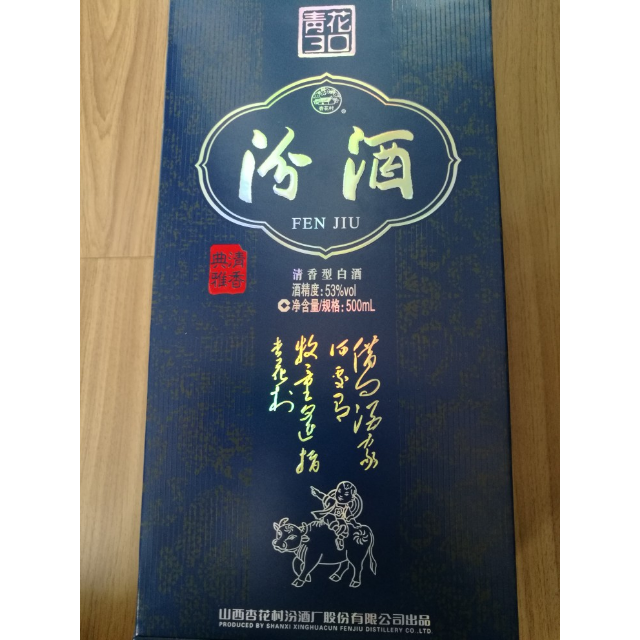 青花
30
杏花村
®
汾酒
FEN JIU
清香
典雅
清香型白酒
酒精度:53%vol
净含量/规格:500mL
借问酒家
何处有
牧童遥指
杏花村
山西杏花村汾酒厂股份有限公司出品
PRODUCED BY SHANXI XINGHUACUN FENJIU DISTILLERY CO.,LTD.